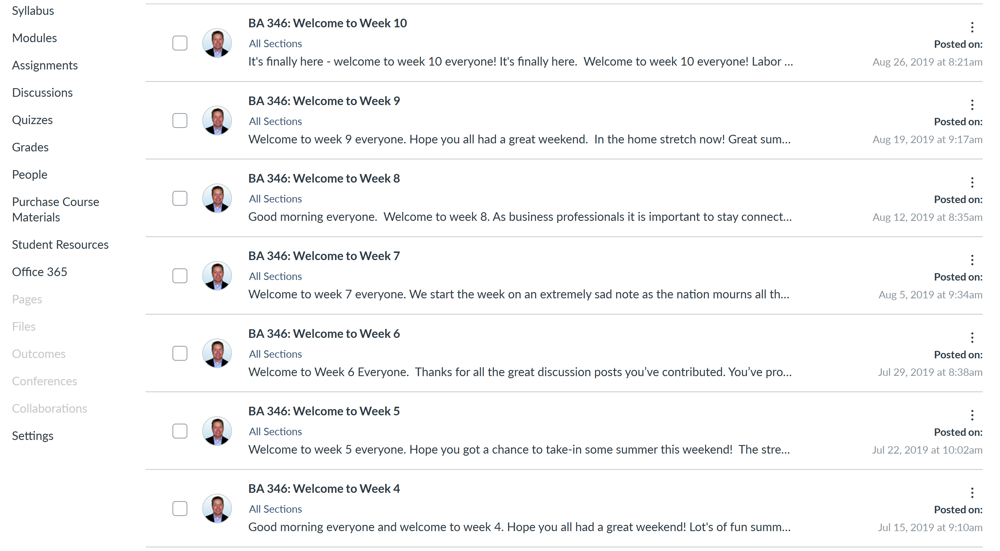 Syllabus
Modules
Assignments
Discussions
Quizzes
Grades
People
Purchase Course
Materials
Student Resources
Office 365
Pages
Files
Outcomes
Conferences
Collaborations
Settings
BA 346: Welcome to Week 10
All Sections
Posted on:
It's finally here - welcome to week 10 everyone! It's finally here.  Welcome to week 10 everyone! Labor ...
Aug 26, 2019 at 8:21am
BA 346: Welcome to Week 9
All Sections
Posted on:
Welcome to week 9 everyone. Hope you all had a great weekend.  In the home stretch now! Great sum...
Aug 19, 2019 at 9:17am
BA 346: Welcome to Week 8
All Sections
Posted on:
Good morning everyone.  Welcome to week 8. As business professionals it is important to stay connect...
Aug 12, 2019 at 8:35am
BA 346: Welcome to Week 7
All Sections
Posted on:
Welcome to week 7 everyone. We start the week on an extremely sad note as the nation mourns all th...
Aug 5, 2019 at 9:34am
BA 346: Welcome to Week 6
All Sections
Posted on:
Welcome to Week 6 Everyone.  Thanks for all the great discussion posts you’ve contributed. You’ve pro...
Jul 29, 2019 at 8:38am
BA 346: Welcome to Week 5
All Sections
Posted on:
Welcome to week 5 everyone. Hope you got a chance to take-in some summer this weekend!  The stre...
Jul 22, 2019 at 10:02am
BA 346: Welcome to Week 4
All Sections
Posted on:
Good morning everyone and welcome to week 4. Hope you all had a great weekend! Lot's of fun summ...
Jul 15, 2019 at 9:10am